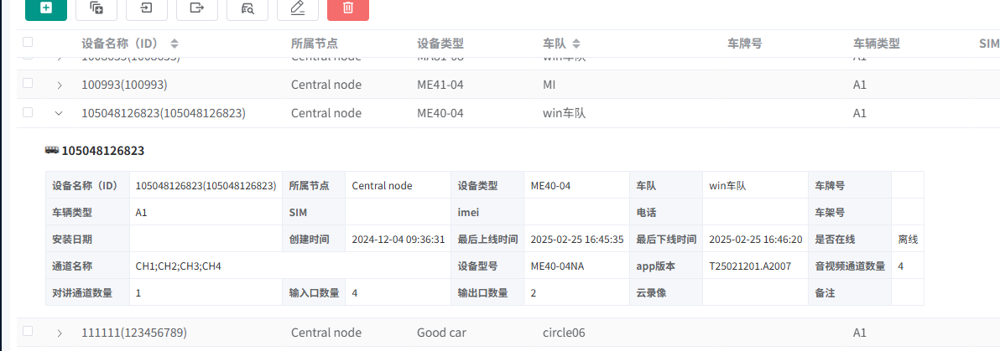 设备名称（ID） 所属节点 设备类型 车队 车牌号 车辆类型 SIM
1008033(1008033) Central node MA81-08 win车队 A1
100993(100993) Central node ME41-04 MI A1
105048126823(105048126823) Central node ME40-04 win车队 A1
105048126823
设备名称（ID） 105048126823(105048126823) 所属节点 Central node 设备类型 ME40-04 车队 win车队 车牌号
车辆类型 A1 SIM imei 电话 车架号
安装日期 创建时间 2024-12-04 09:36:31 最后上线时间 2025-02-25 16:45:35 最后下线时间 2025-02-25 16:46:20 是否在线 离线
通道名称 CH1;CH2;CH3;CH4 设备型号 ME40-04NA app版本 T25021201.A2007 音视频通道数量 4
对讲通道数量 1 输入口数量 4 输出口数量 2 云录像 备注
111111(123456789) Central node Good car circle06 A1